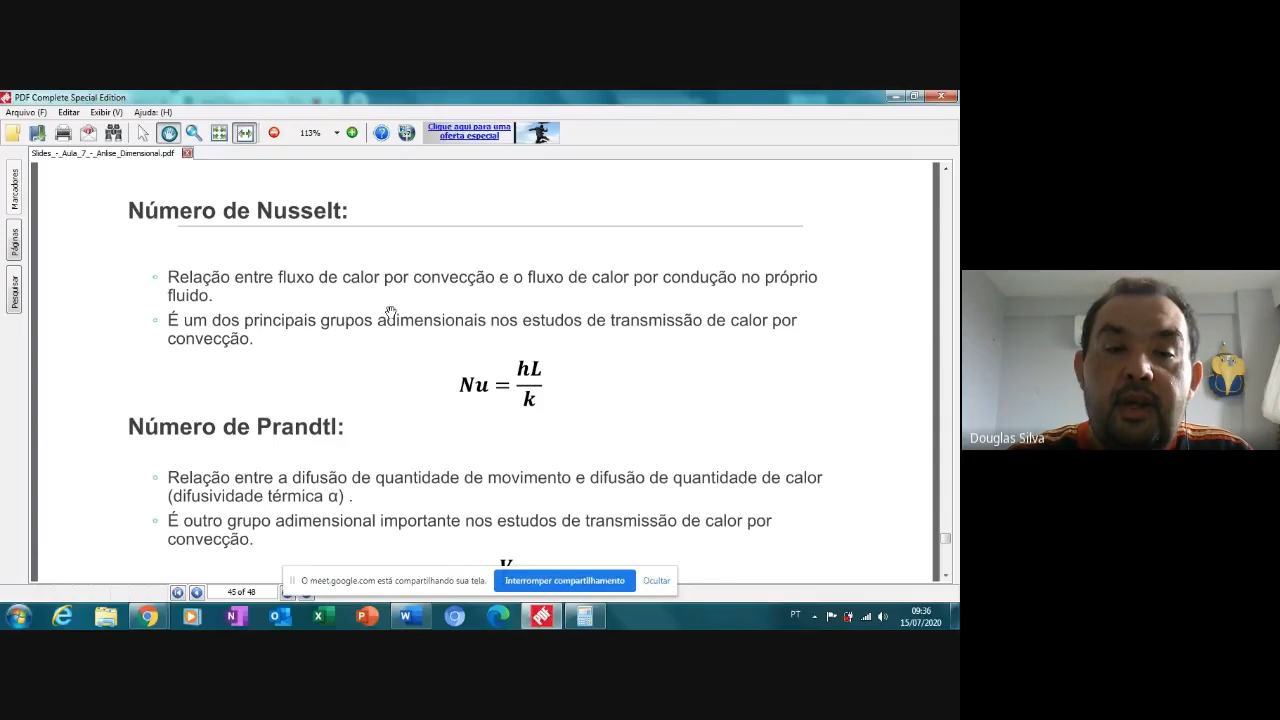 PDF Complete Special Edition
Arquivo (F) Editar Exibir (V) Ajuda: (H)
113%
Clique aqui para uma
oferta especial
Slides_-_Aula_7_-_Anlise_Dimensional.pdf
Marcadores
Páginas
Pesquisar
Número de Nusselt:
Relação entre fluxo de calor por convecção e o fluxo de calor por condução no próprio
fluido.
É um dos principais grupos adimensionais nos estudos de transmissão de calor por
convecção.
Nu = hL/k
Número de Prandtl:
Relação entre a difusão de quantidade de movimento e difusão de quantidade de calor
(difusividade térmica α) .
É outro grupo adimensional importante nos estudos de transmissão de calor por
convecção.
O meet.google.com está compartilhando sua tela. Interromper compartilhamento Ocultar
45 of 48
PT
09:36
15/07/2020
Douglas Silva